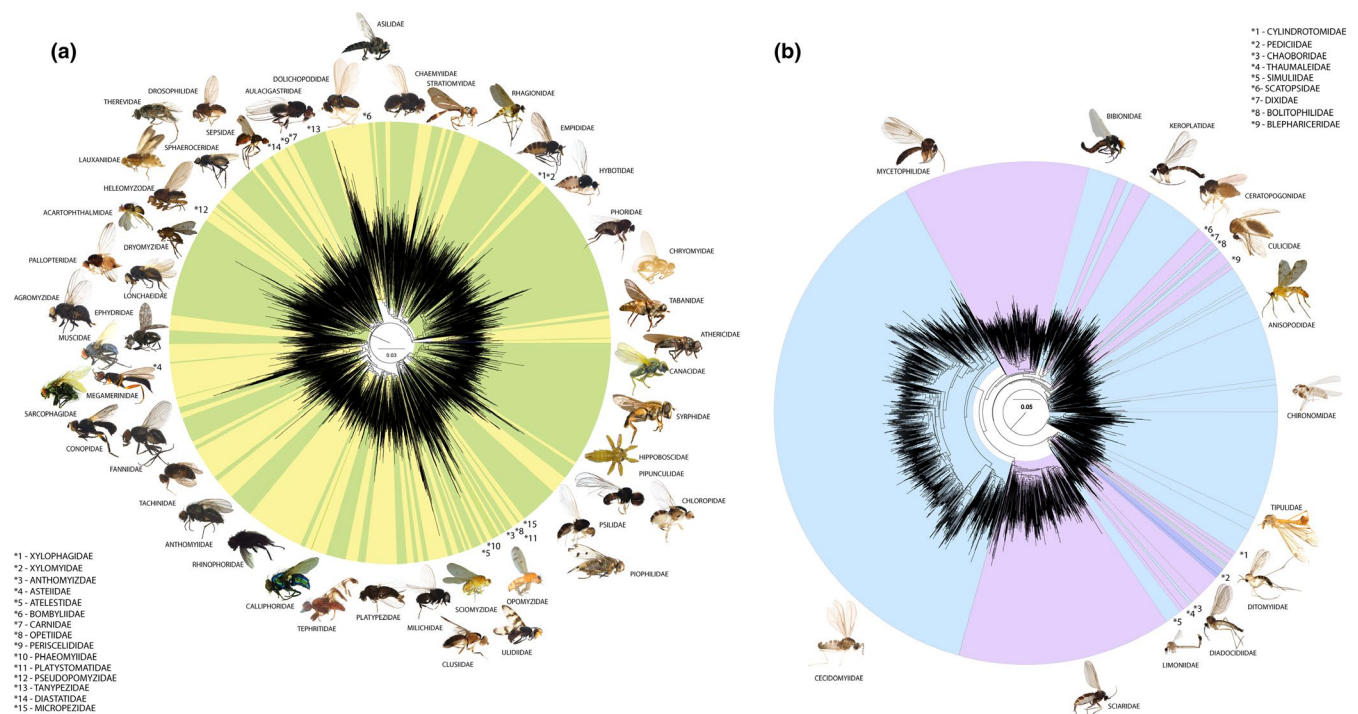 (a)
ASILIDAE
DOLICHOPODIDAE
CHAEMYIIDAE
DROSOPHILIDAE
AULACIGASTRIDAE
STRATIOMYIDAE
THEREVIDAE
RHAGIONIDAE
*6
*13
SEPSIDAE
*9 *7
EMPIDIDAE
SPHAEROCERIDAE
*14
LAUXANIIDAE
*1 *2
HYBOTIDAE
HELEOMYZODAE
PHORIDAE
ACARTOPHTHALMIDAE
*12
DRYOMYZIDAE
CHRYOMYIDAE
PALLOPTERIDAE
LONCHAEIDAE
TABANIDAE
AGROMYZIDAE
EPHYDRIDAE
ATHERICIDAE
MUSCIDAE
0.03
*4
CANACIDAE
MEGAMERINIDAE
SARCOPHAGIDAE
SYRPHIDAE
CONOPIDAE
FANNIIDAE
HIPPOBOSCIDAE
PIPUNCULIDAE
TACHINIDAE
CHLOROPIDAE
PSILIDAE
ANTHOMYIIDAE
*15
*8
*3 *11
*10
*5
RHINOPHORIDAE
PIOPHILIDAE
CALLIPHORIDAE
TEPHRITIDAE
PLATYPEZIDAE
MILICHIDAE
SCIOMYZIDAE
OPOMYZIDAE
CLUSIIDAE
ULIDIIDAE
*1 - XYLOPHAGIDAE
*2 - XYLOMYIDAE
*3 - ANTHOMYIZDAE
*4 - ASTEIIDAE
*5 - ATELESTIDAE
*6 - BOMBYLIIDAE
*7 - CARNIDAE
*8 - OPETIIDAE
*9 - PERISCELIDIDAE
*10 - PHAEOMYIIDAE
*11 - PLATYSTOMATIDAE
*12 - PSEUDOPOMYZIDAE
*13 - TANYPEZIDAE
*14 - DIASTATIDAE
*15 - MICROPEZIDAE
(b)
*1 - CYLINDROTOMIDAE
*2 - PEDICIIDAE
*3 - CHAOBORIDAE
*4 - THAUMALEIDAE
*5 - SIMULIIDAE
*6- SCATOPSIDAE
*7 - DIXIDAE
*8 - BOLITOPHILIDAE
*9 - BLEPHARICERIDAE
BIBIONIDAE
KEROPLATIDAE
MYCETOPHILIDAE
CERATOPOGONIDAE
*6
*7
*8
CULICIDAE
*9
ANISOPODIDAE
0.05
CHIRONOMIDAE
TIPULIDAE
*1
*2
DITOMYIIDAE
*3
*4
*5
DIADOCIDIIDAE
LIMONIIDAE
CECIDOMYIIDAE
SCIARIDAE